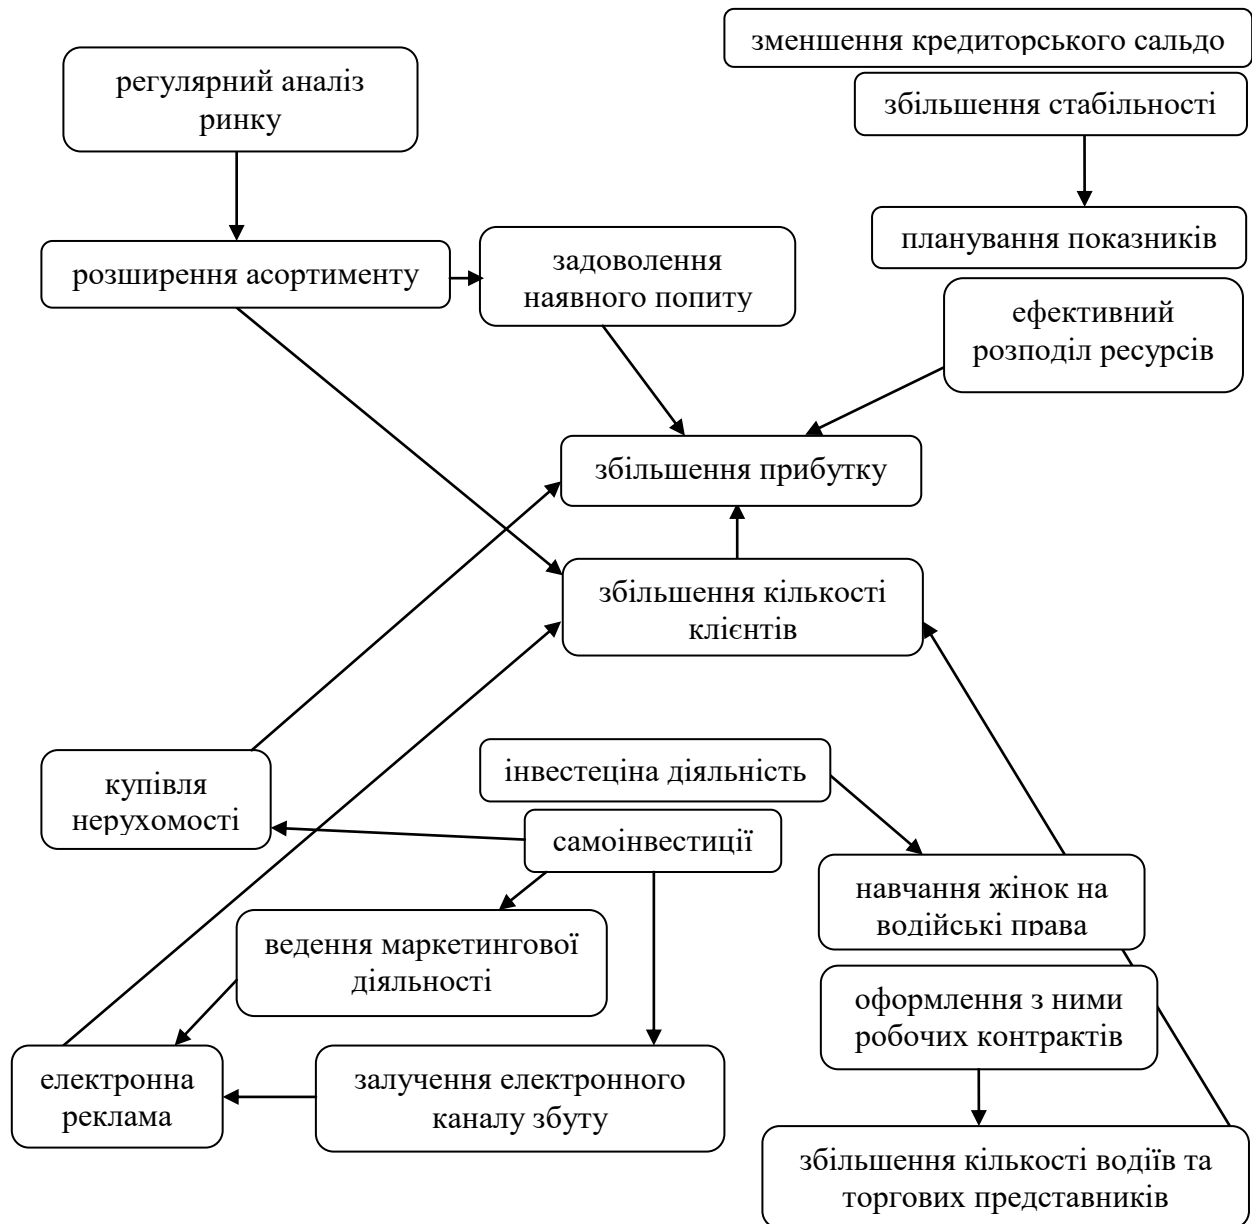 зменшення кредиторського сальдо
регулярний аналіз
ринку
збільшення стабільності
планування показників
розширення асортименту
задоволення
наявного попиту
ефективний
розподіл ресурсів
збільшення прибутку
збільшення кількості
клієнтів
інвестеціна діяльність
купівля
нерухомості
самоінвестиції
навчання жінок на
водійські права
ведення маркетингової
діяльності
оформлення з ними
робочих контрактів
електронна
реклама
залучення електронного
каналу збуту
збільшення кількості водіїв та
торгових представників